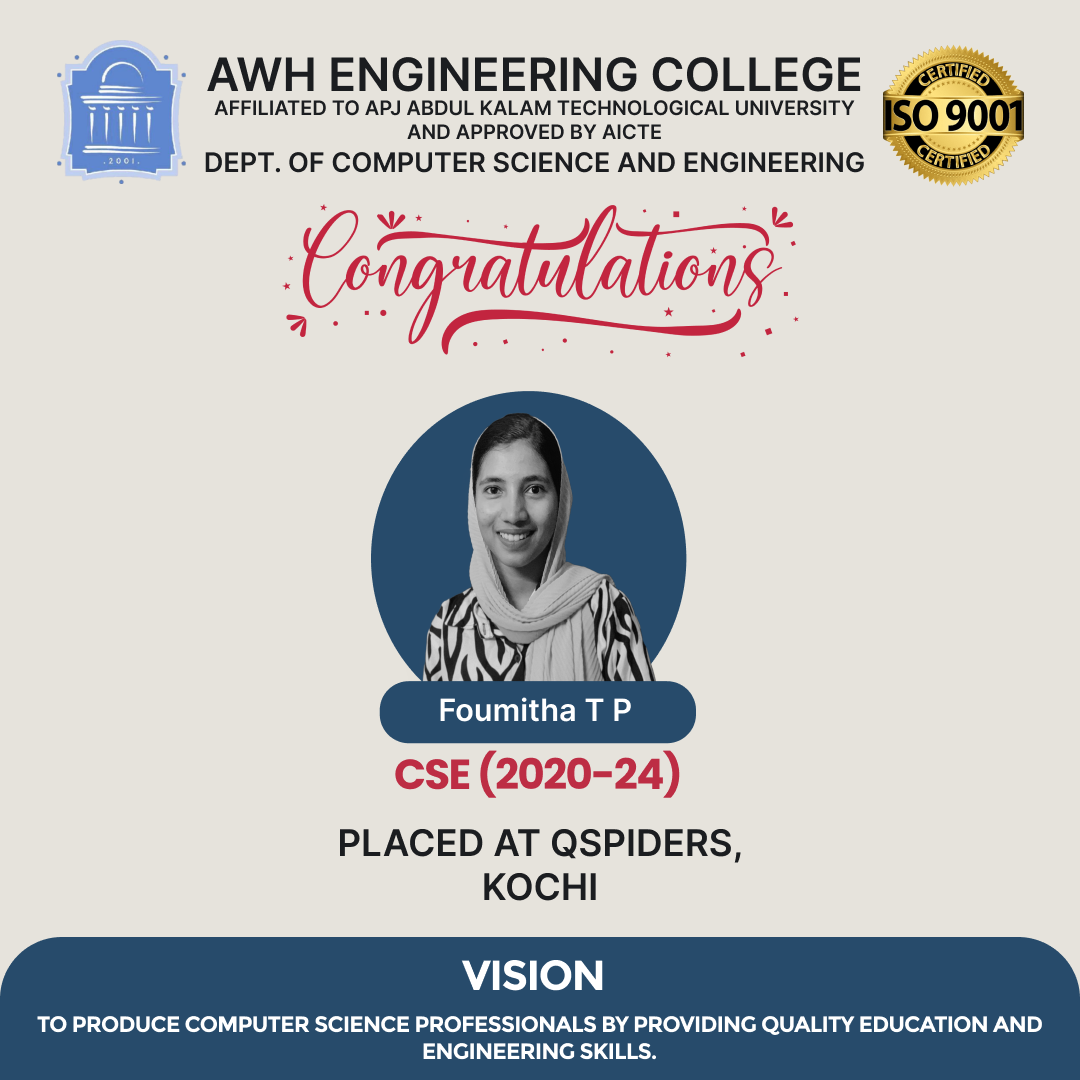 AWH ENGINEERING COLLEGE
AFFILIATED TO APJ ABDUL KALAM TECHNOLOGICAL UNIVERSITY
AND APPROVED BY AICTE
DEPT. OF COMPUTER SCIENCE AND ENGINEERING
.2001.
CERTIFIED
ISO 9001
CERTIFIED
Congratulations
Foumitha T P
CSE (2020-24)
PLACED AT QSPIDERS,
KOCHI
VISION
TO PRODUCE COMPUTER SCIENCE PROFESSIONALS BY PROVIDING QUALITY EDUCATION AND
ENGINEERING SKILLS.